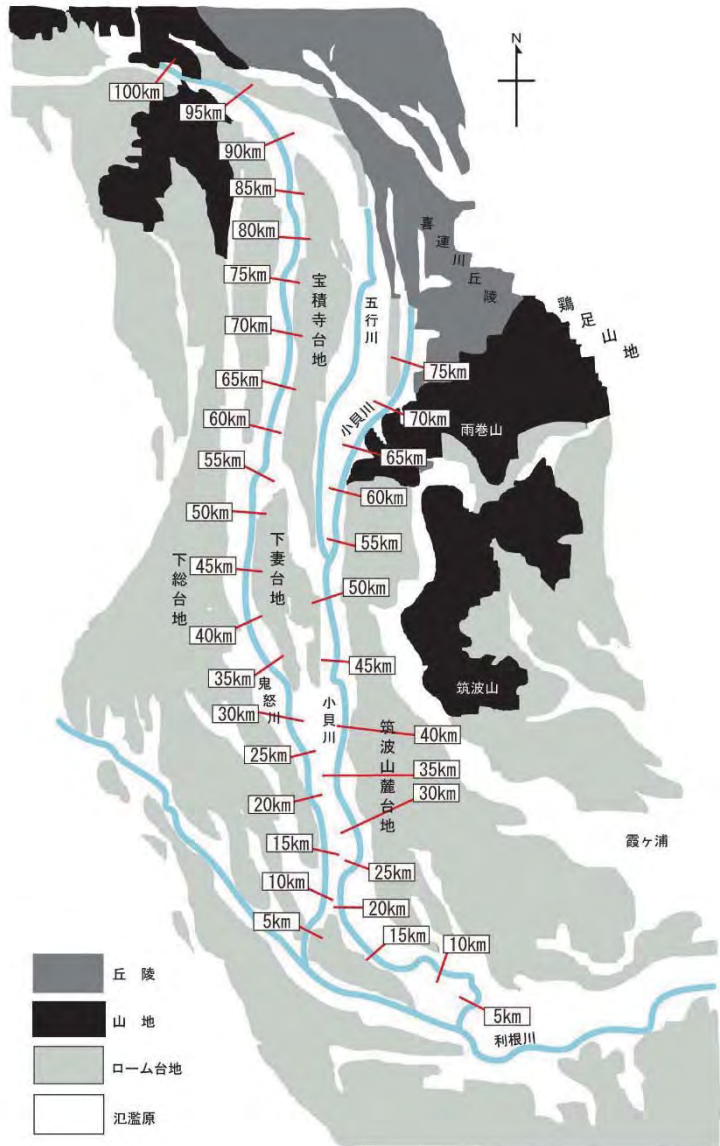 N
100km
95km
90km
85km
80km
75km
70km
65km
60km
55km
50km
45km
40km
35km
30km
25km
20km
15km
10km
5km
宝積寺台地
五行川
小貝川
喜連川丘陵
鶏足山地
雨巻山
75km
70km
65km
60km
55km
50km
45km
40km
35km
30km
25km
20km
15km
10km
5km
下総台地
下妻台地
鬼怒川
小貝川
筑波山
筑波山麓台地
霞ヶ浦
利根川
丘陵
山地
ローム台地
氾濫原